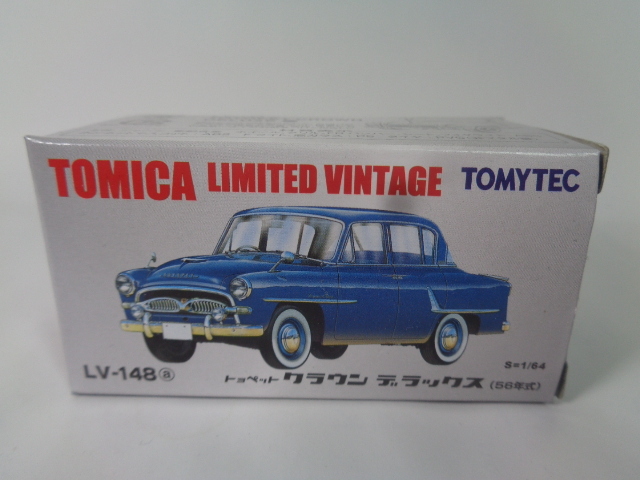 TOMICA LIMITED VINTAGE TOMYTEC
S=1/64
LV-148ⓐ トヨペット クラウン デラックス (56年式)